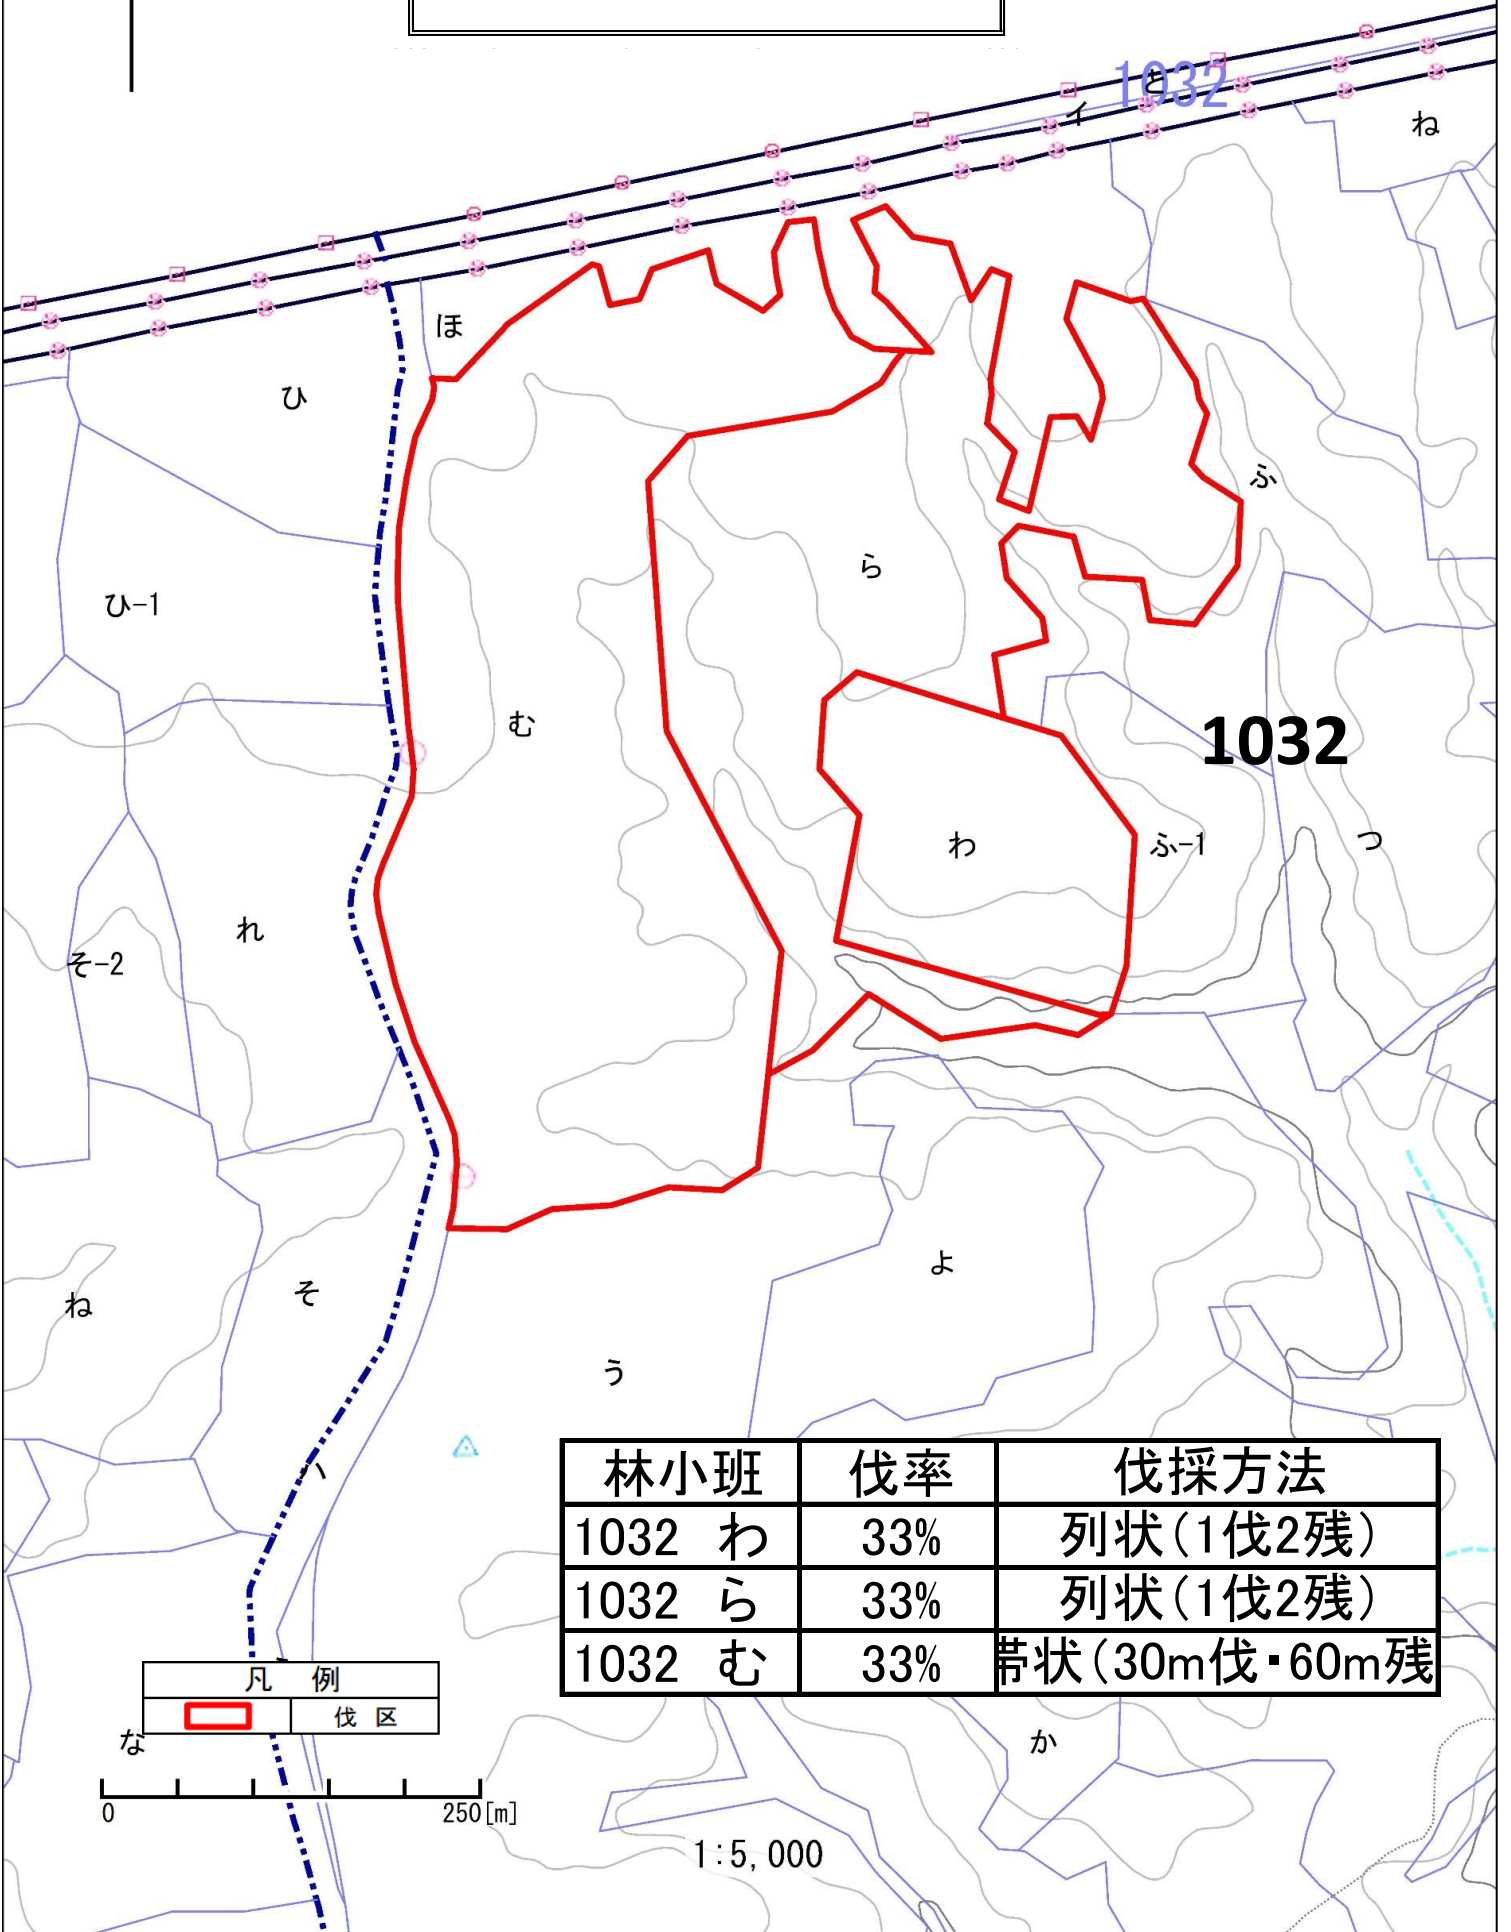 1032
と
イ
ね
ほ
ひ
ふ
ら
ひ-1
む
1032
わ
ふ-1
つ
れ
そ-2
よ
そ
ね
う
ハ
林小班 伐率 伐採方法
1032 わ 33% 列状(1伐2残)
1032 ら 33% 列状(1伐2残)
1032 む 33% 帯状(30m伐・60m残
凡 例
伐 区
な
か
0 250[m]
1:5,000